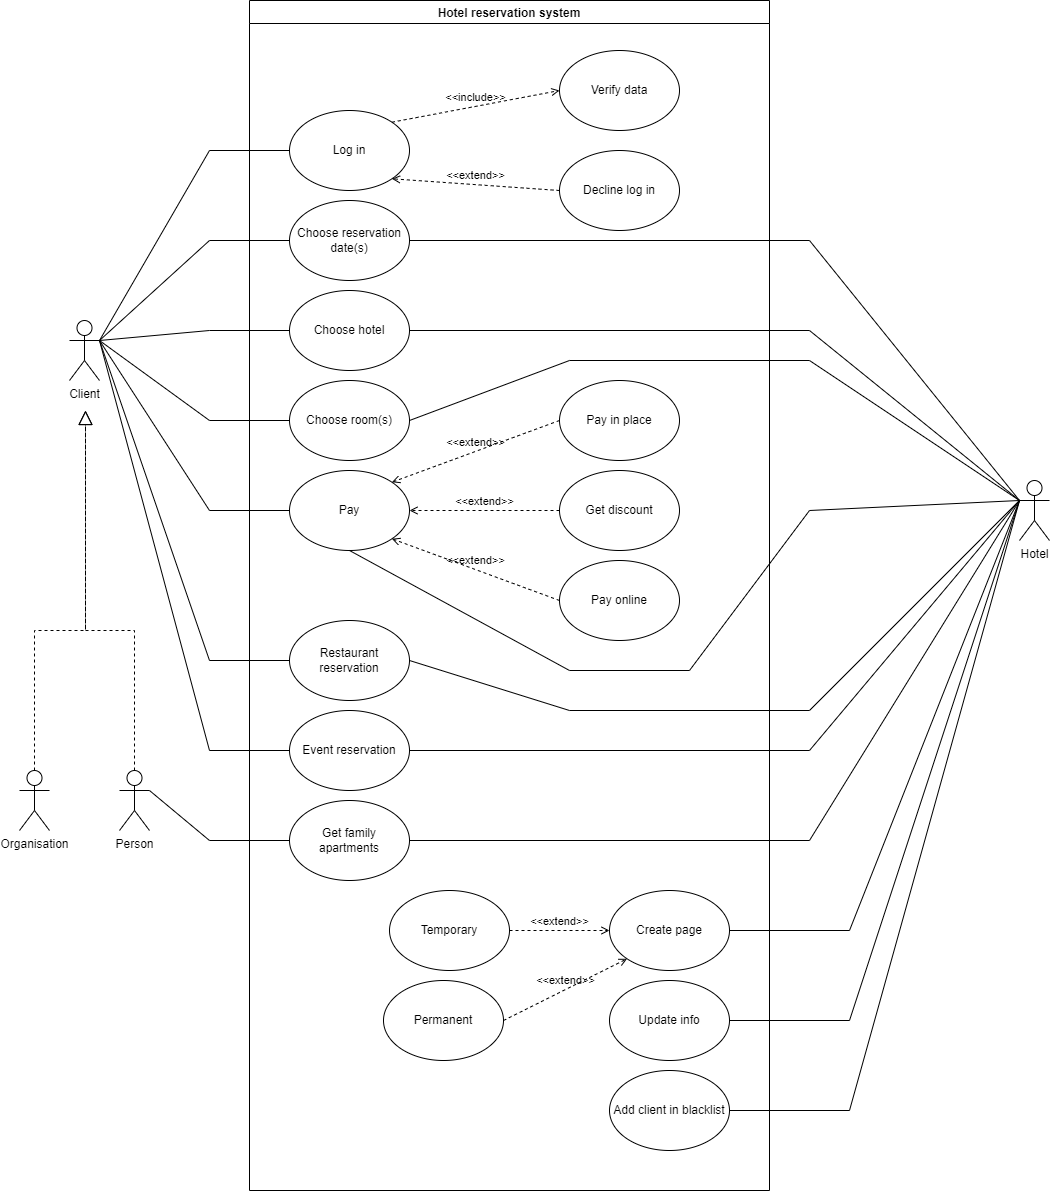 Hotel reservation system
Verify data
<<include>>
Log in
<<extend>>
Decline log in
Choose reservation
date(s)
Choose hotel
Client
Choose room(s)
Pay in place
<<extend>>
Pay
<<extend>>
Get discount
Hotel
<<extend>>
Pay online
Restaurant
reservation
Event reservation
Organisation
Person
Get family
apartments
Temporary
<<extend>>
Create page
<<extend>>
Permanent
Update info
Add client in blacklist